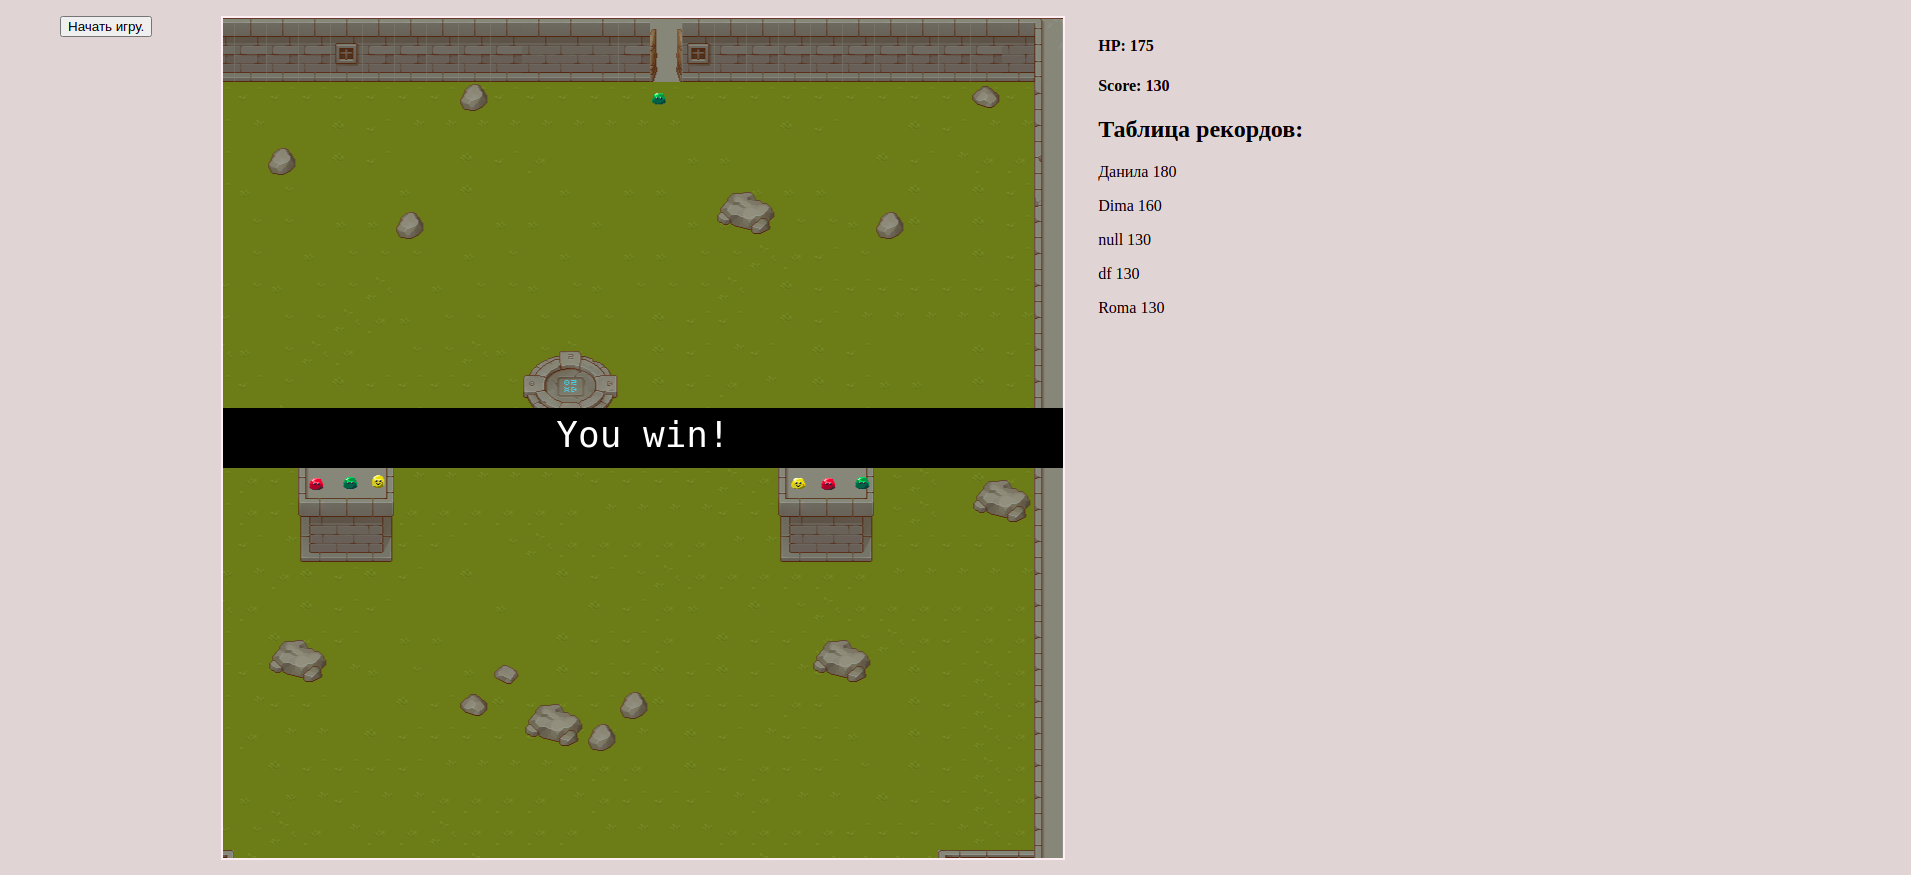 Начать игру.
You win!
HP: 175
Score: 130
Таблица рекордов:
Данила 180
Dima 160
null 130
df 130
Roma 130